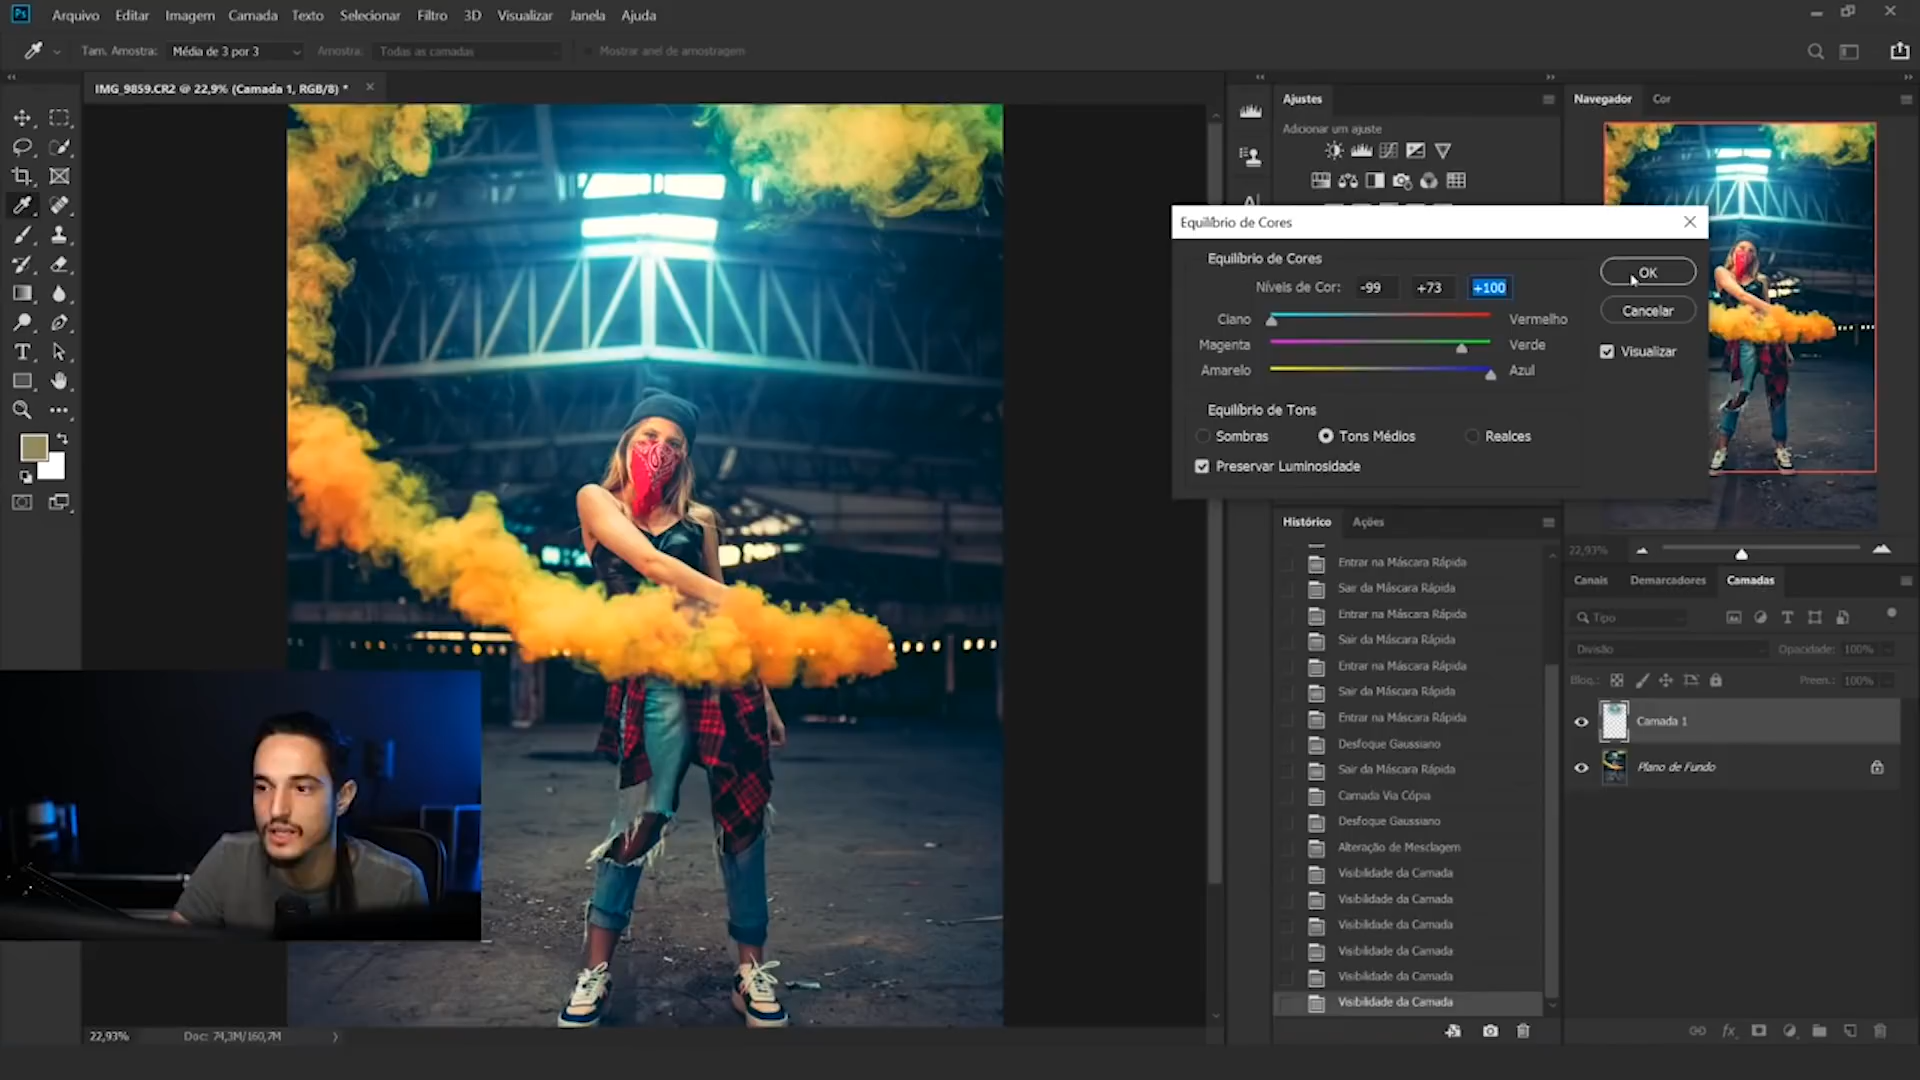 Ps Arquivo Editar Imagem Camada Texto Selecionar Filtro 3D Visualizar Janela Ajuda
Tam. Amostra: Média de 3 por 3 Amostra: Todas as camadas Mostrar anel de amostragem
IMG_9859.CR2 @ 22,9% (Camada 1, RGB/8) *
Ajustes
Adicionar um ajuste
Navegador Cor
Equilíbrio de Cores
Equilíbrio de Cores
Níveis de Cor: -99 +73 +100
Ciano Vermelho
Magenta Verde
Amarelo Azul
OK
Cancelar
Visualizar
Equilíbrio de Tons
Sombras Tons Médios Realces
Preservar Luminosidade
Histórico Ações
Entrar na Máscara Rápida
Sair da Máscara Rápida
Entrar na Máscara Rápida
Sair da Máscara Rápida
Entrar na Máscara Rápida
Sair da Máscara Rápida
Entrar na Máscara Rápida
Desfoque Gaussiano
Sair da Máscara Rápida
Camada Via Cópia
Desfoque Gaussiano
Alteração de Mesclagem
Visibilidade da Camada
Visibilidade da Camada
Visibilidade da Camada
Visibilidade da Camada
Visibilidade da Camada
Visibilidade da Camada
22,93%
Canais Demarcadores Camadas
Tipo
Divisão Opacidade: 100%
Bloq.: Preen.: 100%
Camada 1
Plano de Fundo
22,93% Doc: 74,3M/160,7M